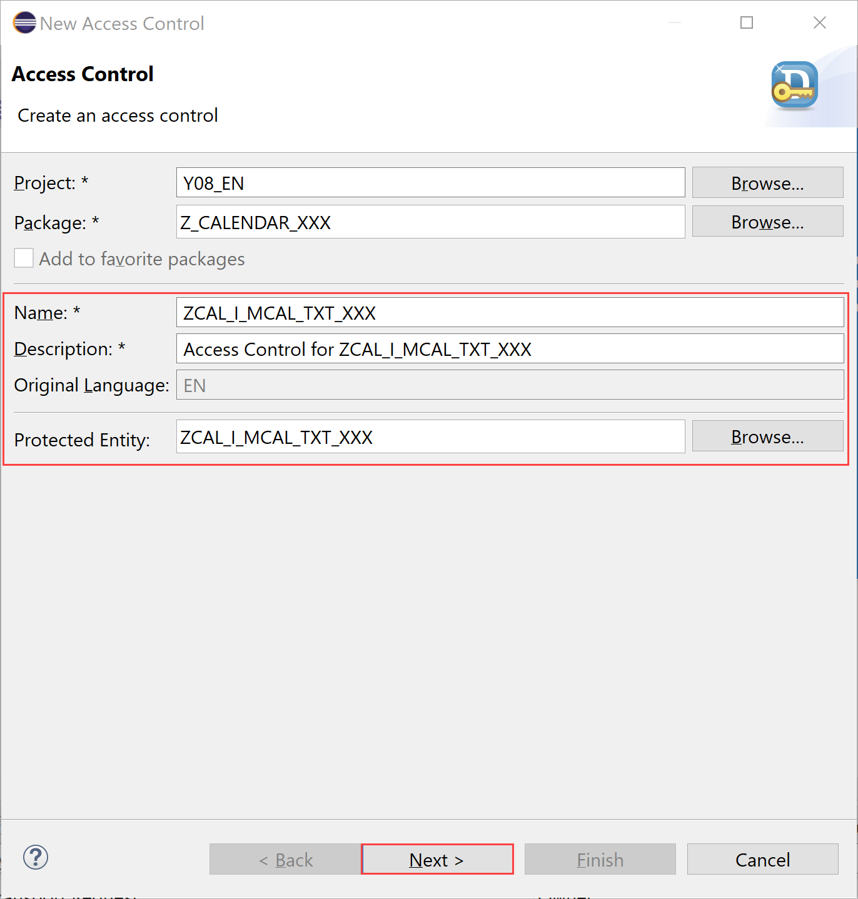 New Access Control
Access Control
Create an access control
Project: * Y08_EN Browse...
Package: * Z_CALENDAR_XXX Browse...
Add to favorite packages
Name: * ZCAL_I_MCAL_TXT_XXX
Description: * Access Control for ZCAL_I_MCAL_TXT_XXX
Original Language: EN
Protected Entity: ZCAL_I_MCAL_TXT_XXX Browse...
? < Back Next > Finish Cancel